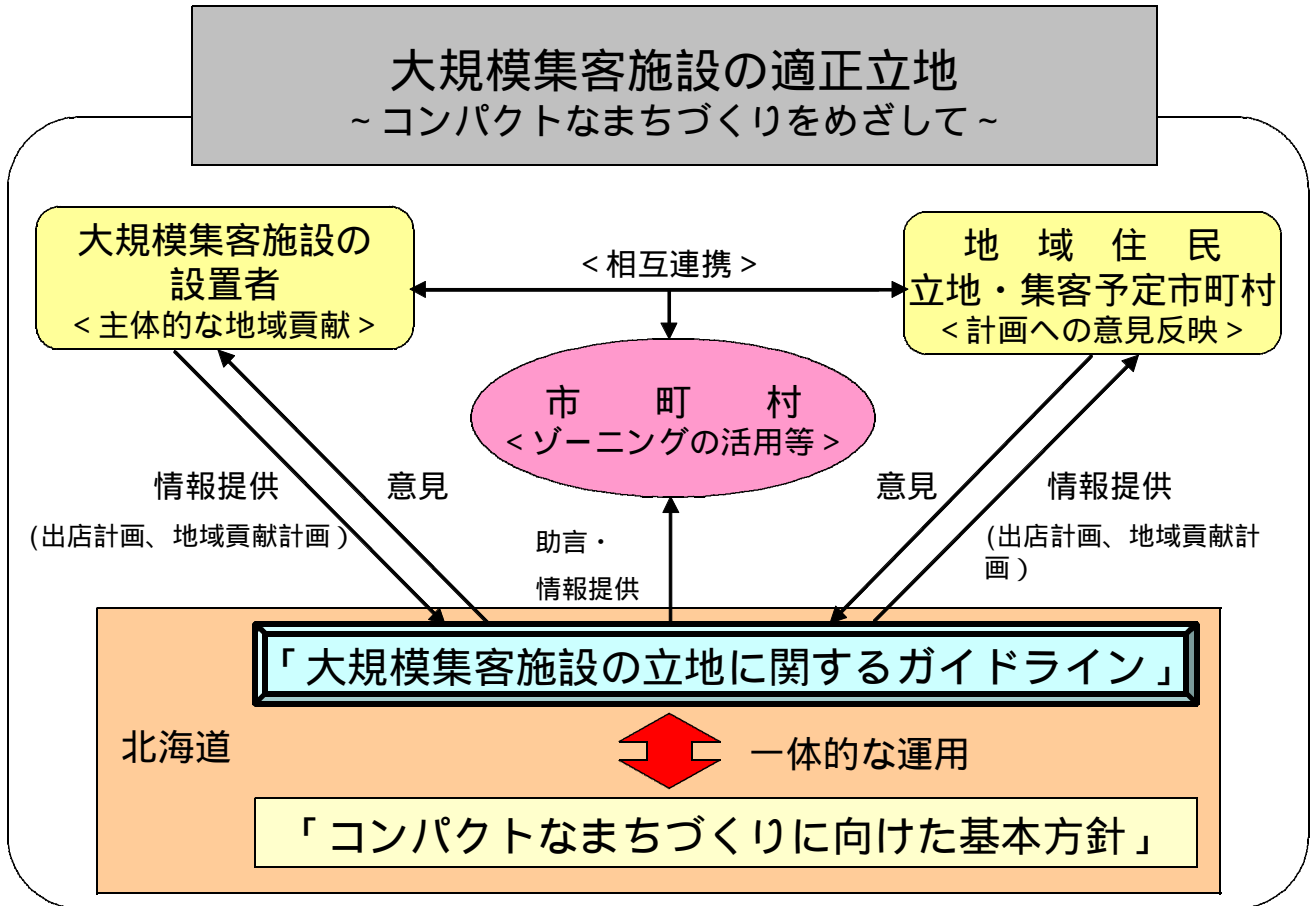 大規模集客施設の適正立地
~コンパクトなまちづくりをめざして~
大規模集客施設の
設置者
<主体的な地域貢献>
<相互連携>
地域住民
立地・集客予定市町村
<計画への意見反映>
市町村
<ゾーニングの活用等>
情報提供
(出店計画、地域貢献計画)
意見
助言・
情報提供
意見
情報提供
(出店計画、地域貢献計
画)
「大規模集客施設の立地に関するガイドライン」
北海道
一体的な運用
「コンパクトなまちづくりに向けた基本方針」